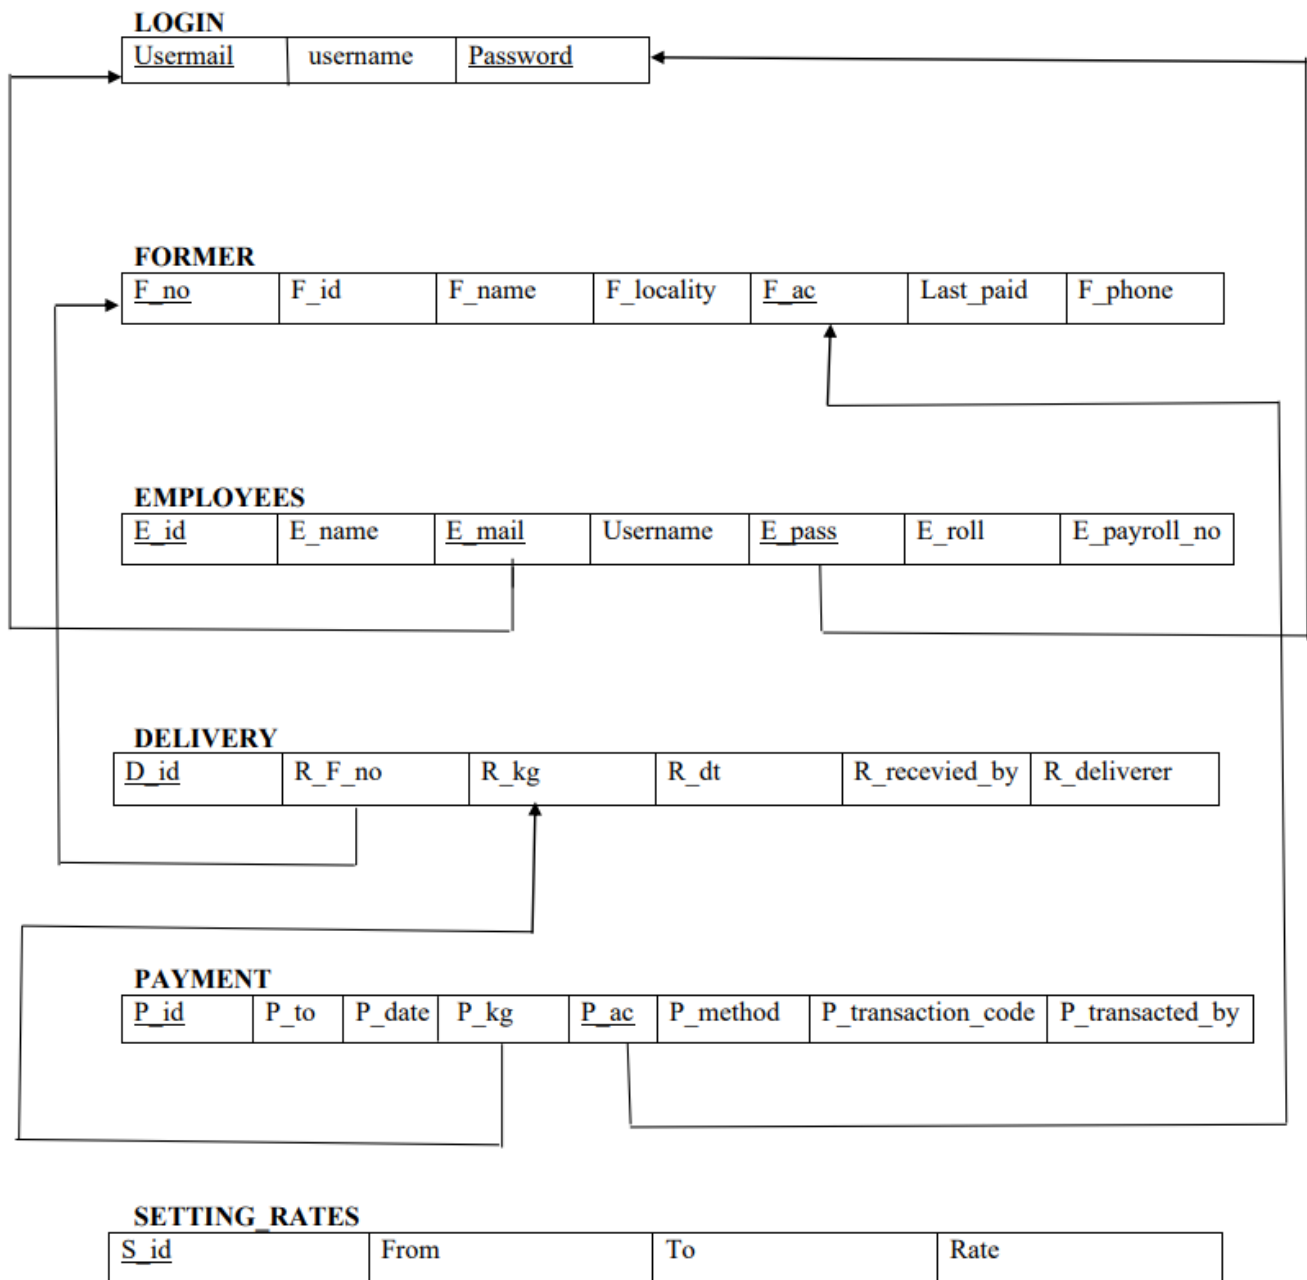 LOGIN
Usermail username Password
FORMER
F_no F_id F_name F_locality F_ac Last_paid F_phone
EMPLOYEES
E_id E_name E_mail Username E_pass E_roll E_payroll_no
DELIVERY
D_id R_F_no R_kg R_dt R_recevied_by R_deliverer
PAYMENT
P_id P_to P_date P_kg P_ac P_method P_transaction_code P_transacted_by
SETTING_RATES
S_id From To Rate